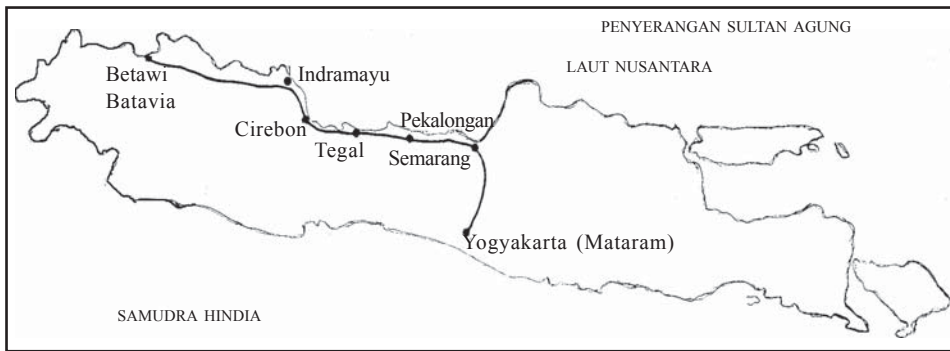 PENYERANGAN SULTAN AGUNG
LAUT NUSANTARA
Betawi
Batavia
Indramayu
Cirebon
Tegal
Pekalongan
Semarang
Yogyakarta (Mataram)
SAMUDRA HINDIA